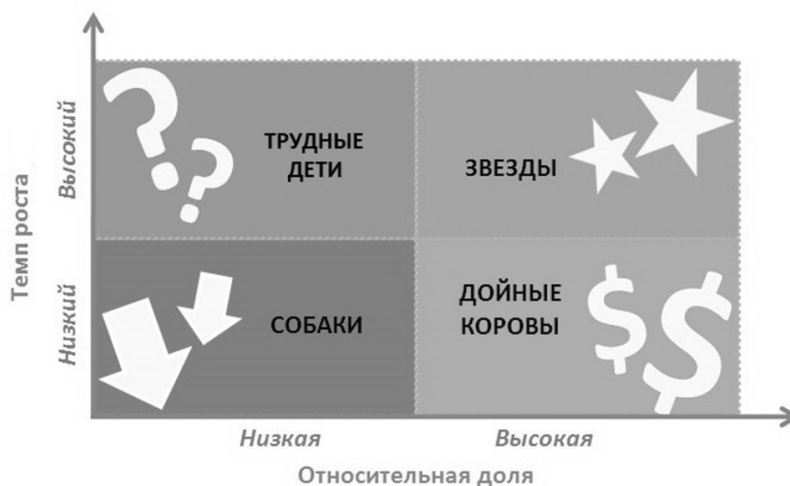 ТРУДНЫЕ
ДЕТИ
ЗВЕЗДЫ
СОБАКИ
ДОЙНЫЕ
КОРОВЫ
Темп роста
Высокий
Низкий
Низкая
Высокая
Относительная доля